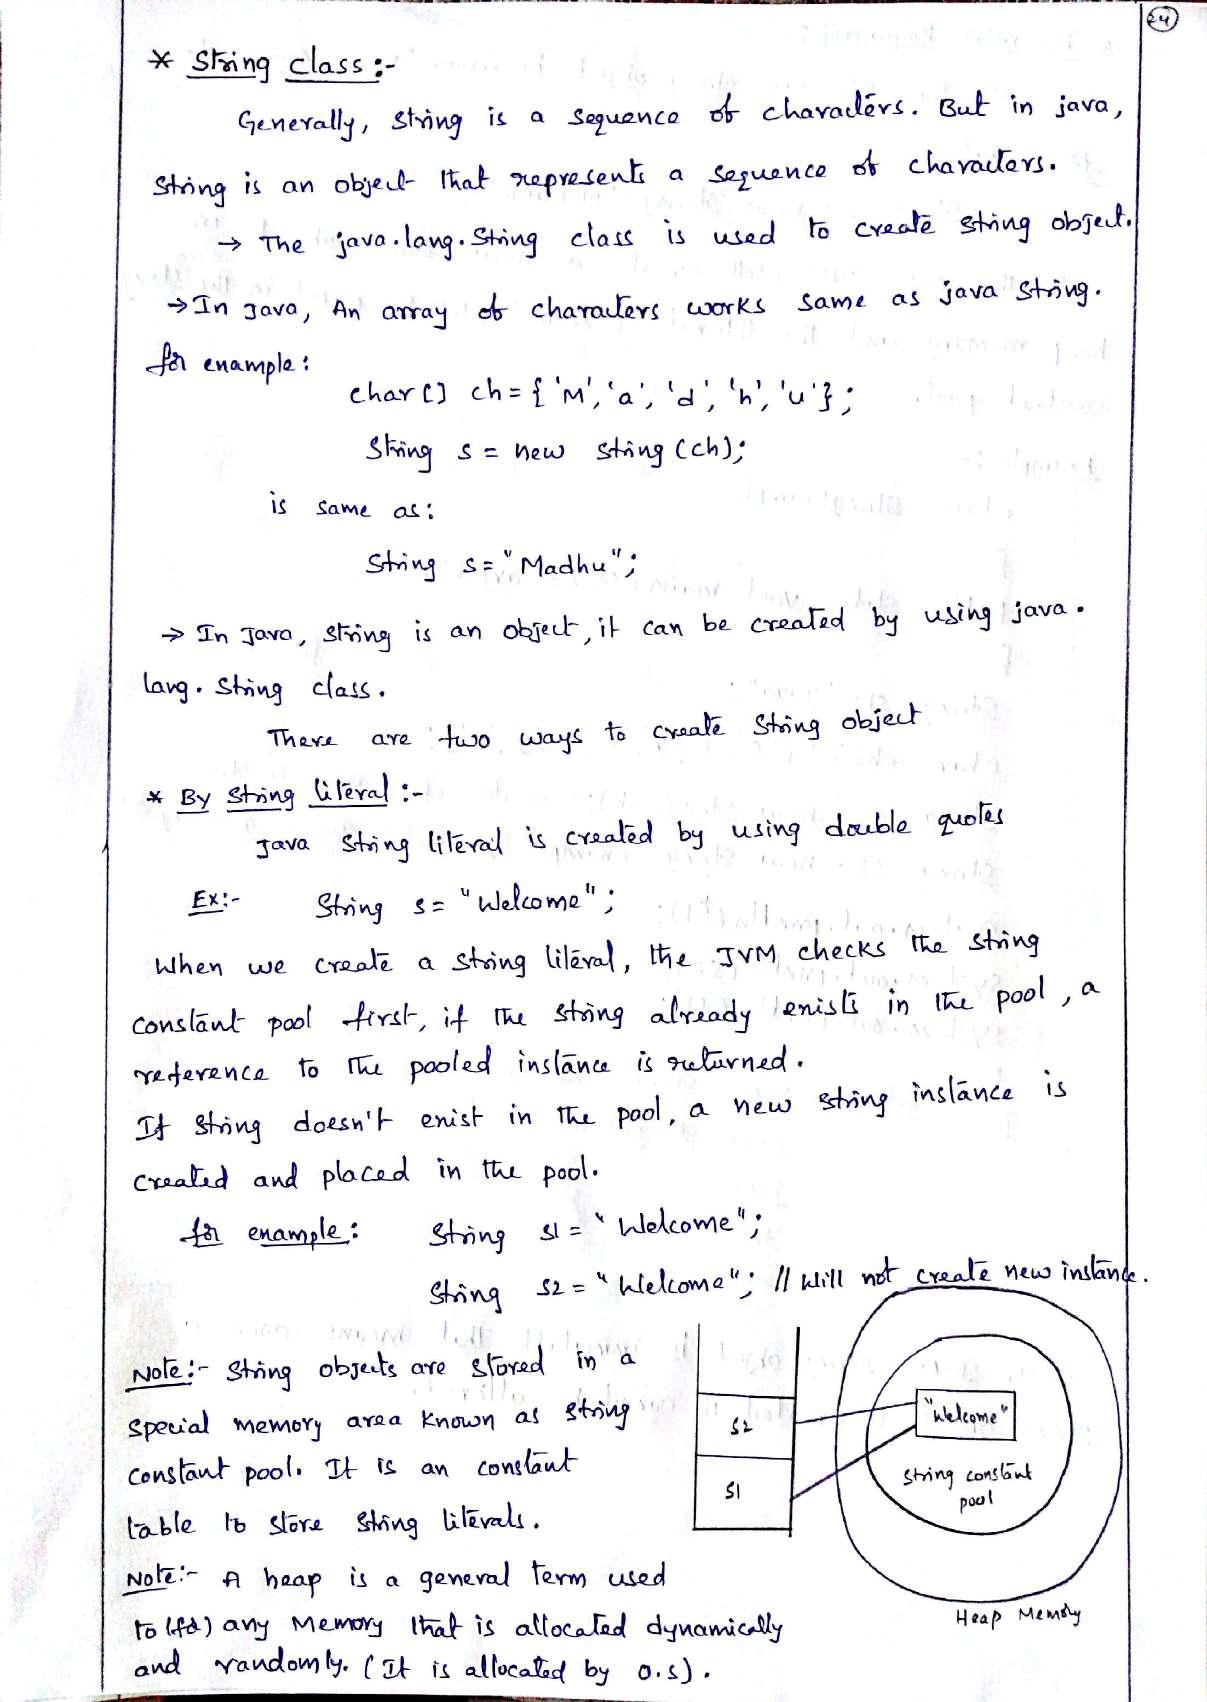 24
* String class :-
Generally, string is a sequence of characters. But in java,
string is an object that represents a sequence of characters.
→ The java.lang.String class is used to create string object.
→ In Java, An array of characters works same as java string.
for example:
char[] ch = { 'M', 'a', 'd', 'h', 'u' };
String s = new string (ch);
is same as:
String s = "Madhu";
→ In Java, string is an object, it can be created by using java.
lang. String class.
There are two ways to create String object
* By String literal :-
Java string literal is created by using double quotes
Ex:- String s = "Welcome";
When we create a string literal, the JVM checks the string
constant pool first, if the string already exists in the pool, a
reference to the pooled instance is returned.
If string doesn't exist in the pool, a new string instance is
created and placed in the pool.
for example: String s1 = "Welcome";
String s2 = "Welcome"; // Will not create new instance.
Note:- String objects are stored in a
special memory area known as string
constant pool. It is an constant
table to store string literals.
Note:- A heap is a general term used
to (for) any Memory that is allocated dynamically
and randomly. (It is allocated by o.s).
s2
s1
"Welcome"
string constant
pool
Heap Memory